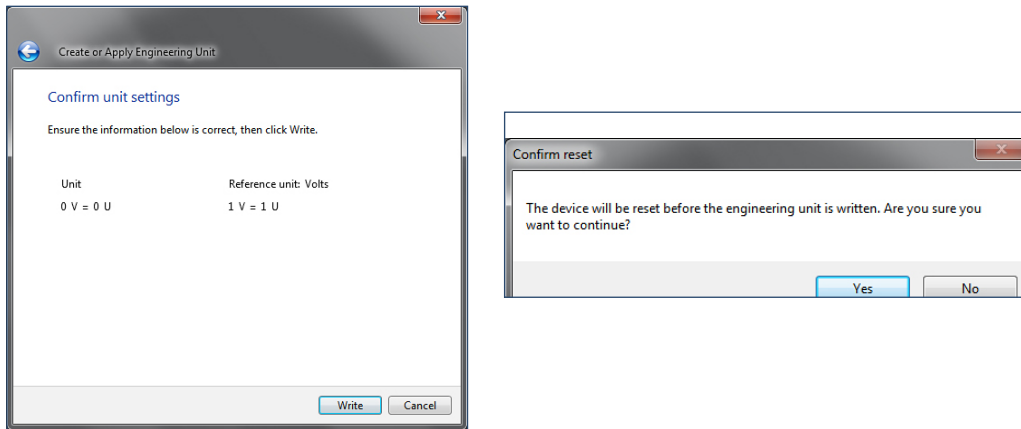 Create or Apply Engineering Unit
Confirm unit settings
Ensure the information below is correct, then click Write.
Unit Reference unit: Volts
0 V = 0 U 1 V = 1 U
Write Cancel
Confirm reset
The device will be reset before the engineering unit is written. Are you sure you
want to continue?
Yes No